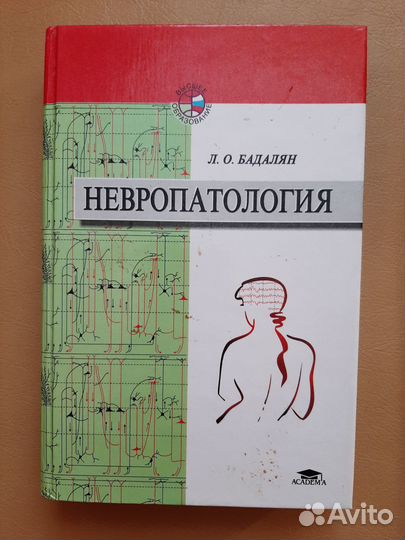 ВЫСШЕЕ
ОБРАЗОВАНИЕ
Л. О. БАДАЛЯН
НЕВРОПАТОЛОГИЯ
ACADEMA
Avito